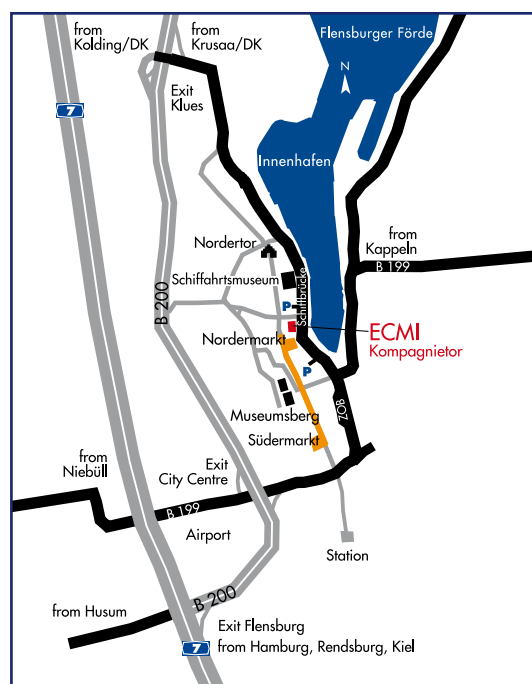 from
Kolding/DK
from
Krusaa/DK
Flensburger Förde
N
Exit
Klues
7
Innenhafen
Nordertor
from
Kappeln
B 199
Schiffahrtsmuseum
Schiffbrücke
P
B 200
ECMI
Kompagnietor
Nordermarkt
P
Museumsberg
ZOB
Südermarkt
from
Niebüll
Exit
City Centre
B 199
Airport
Station
B 200
from Husum
Exit Flensburg
7
from Hamburg, Rendsburg, Kiel